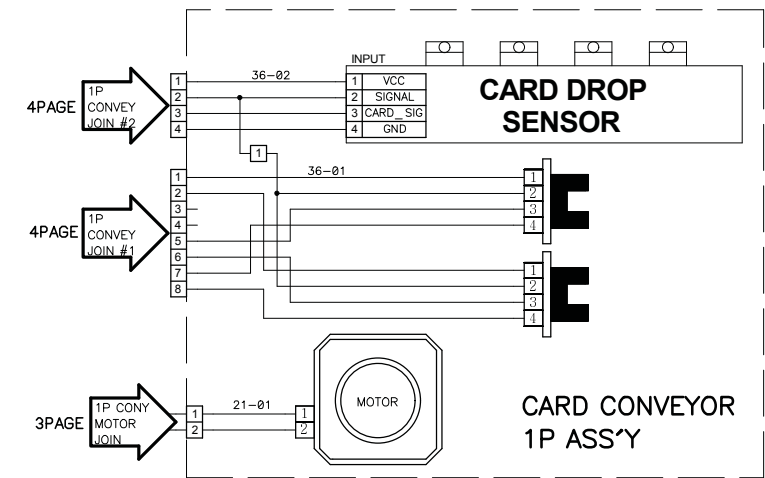 INPUT
36-02
1 1 VCC
2 2 SIGNAL
3 3 CARD_SIG
4 4 GND
CARD DROP
SENSOR
4PAGE
1P
CONVEY
JOIN #2
1
36-01
1
2
3
4
5
6
7
8
4PAGE
1P
CONVEY
JOIN #1
1
2
3
4
1
2
3
4
3PAGE
1P CONY
MOTOR
JOIN
1 21-01 1
2 2
MOTOR
CARD CONVEYOR
1P ASS'Y